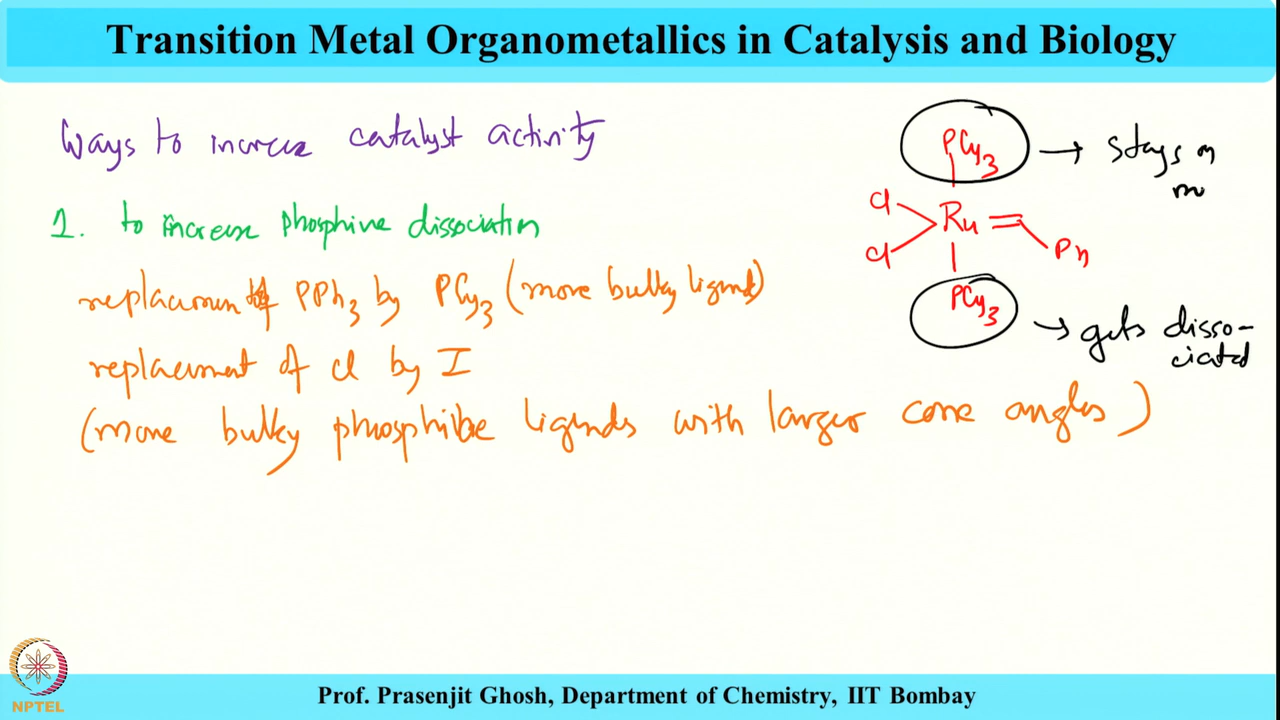 Transition Metal Organometallics in Catalysis and Biology
Ways to increase catalyst activity
1. to increase phosphine dissociation
replacement of PPh3 by PCy3 (more bulky ligand)
replacement of Cl by I
(more bulky phosphine ligands with larger cone angles)
PCy3 → stays on
mo
Cl
Ru
Cl
Ph
PCy3
→ gets disso-
ciated
NPTEL
Prof. Prasenjit Ghosh, Department of Chemistry, IIT Bombay